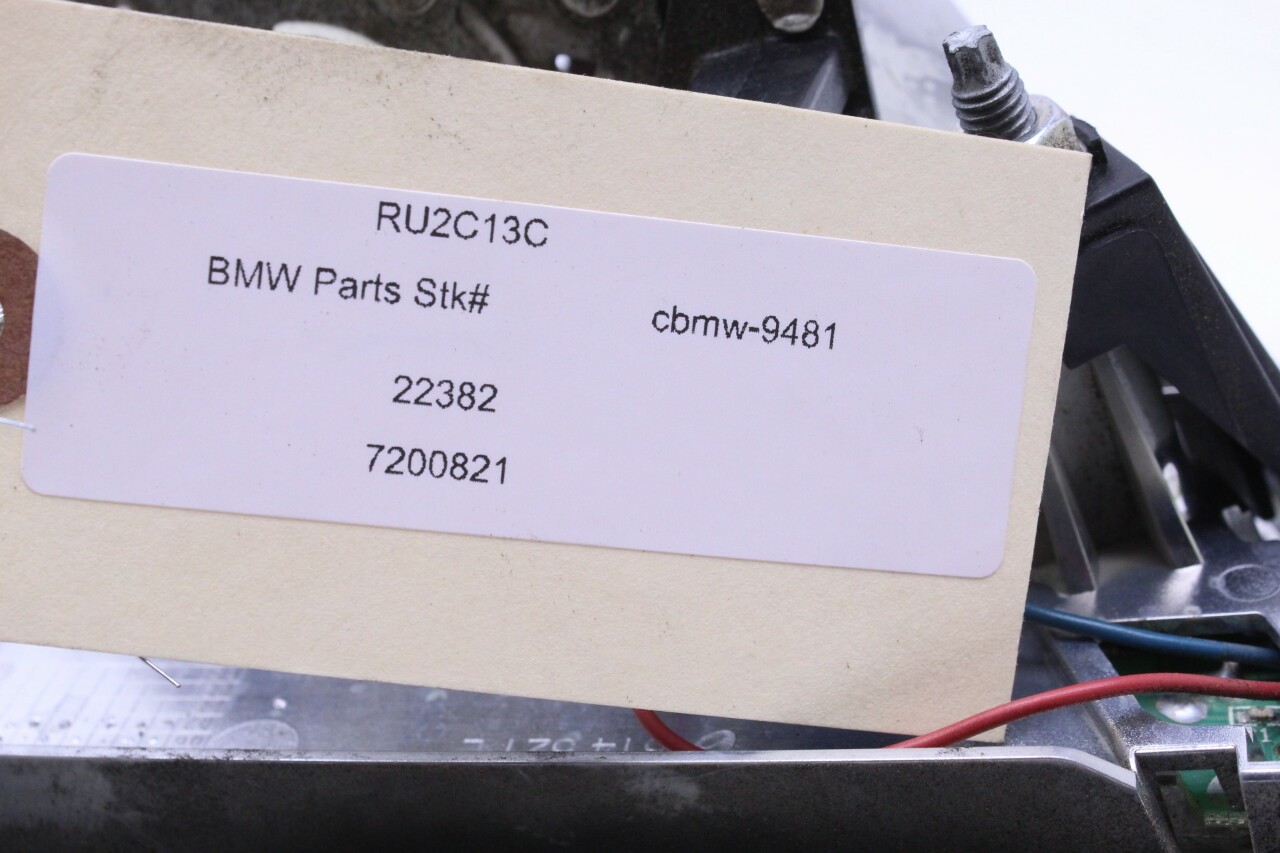 RU2C13C
BMW Parts Stk#
cbmw-9481
22382
7200821